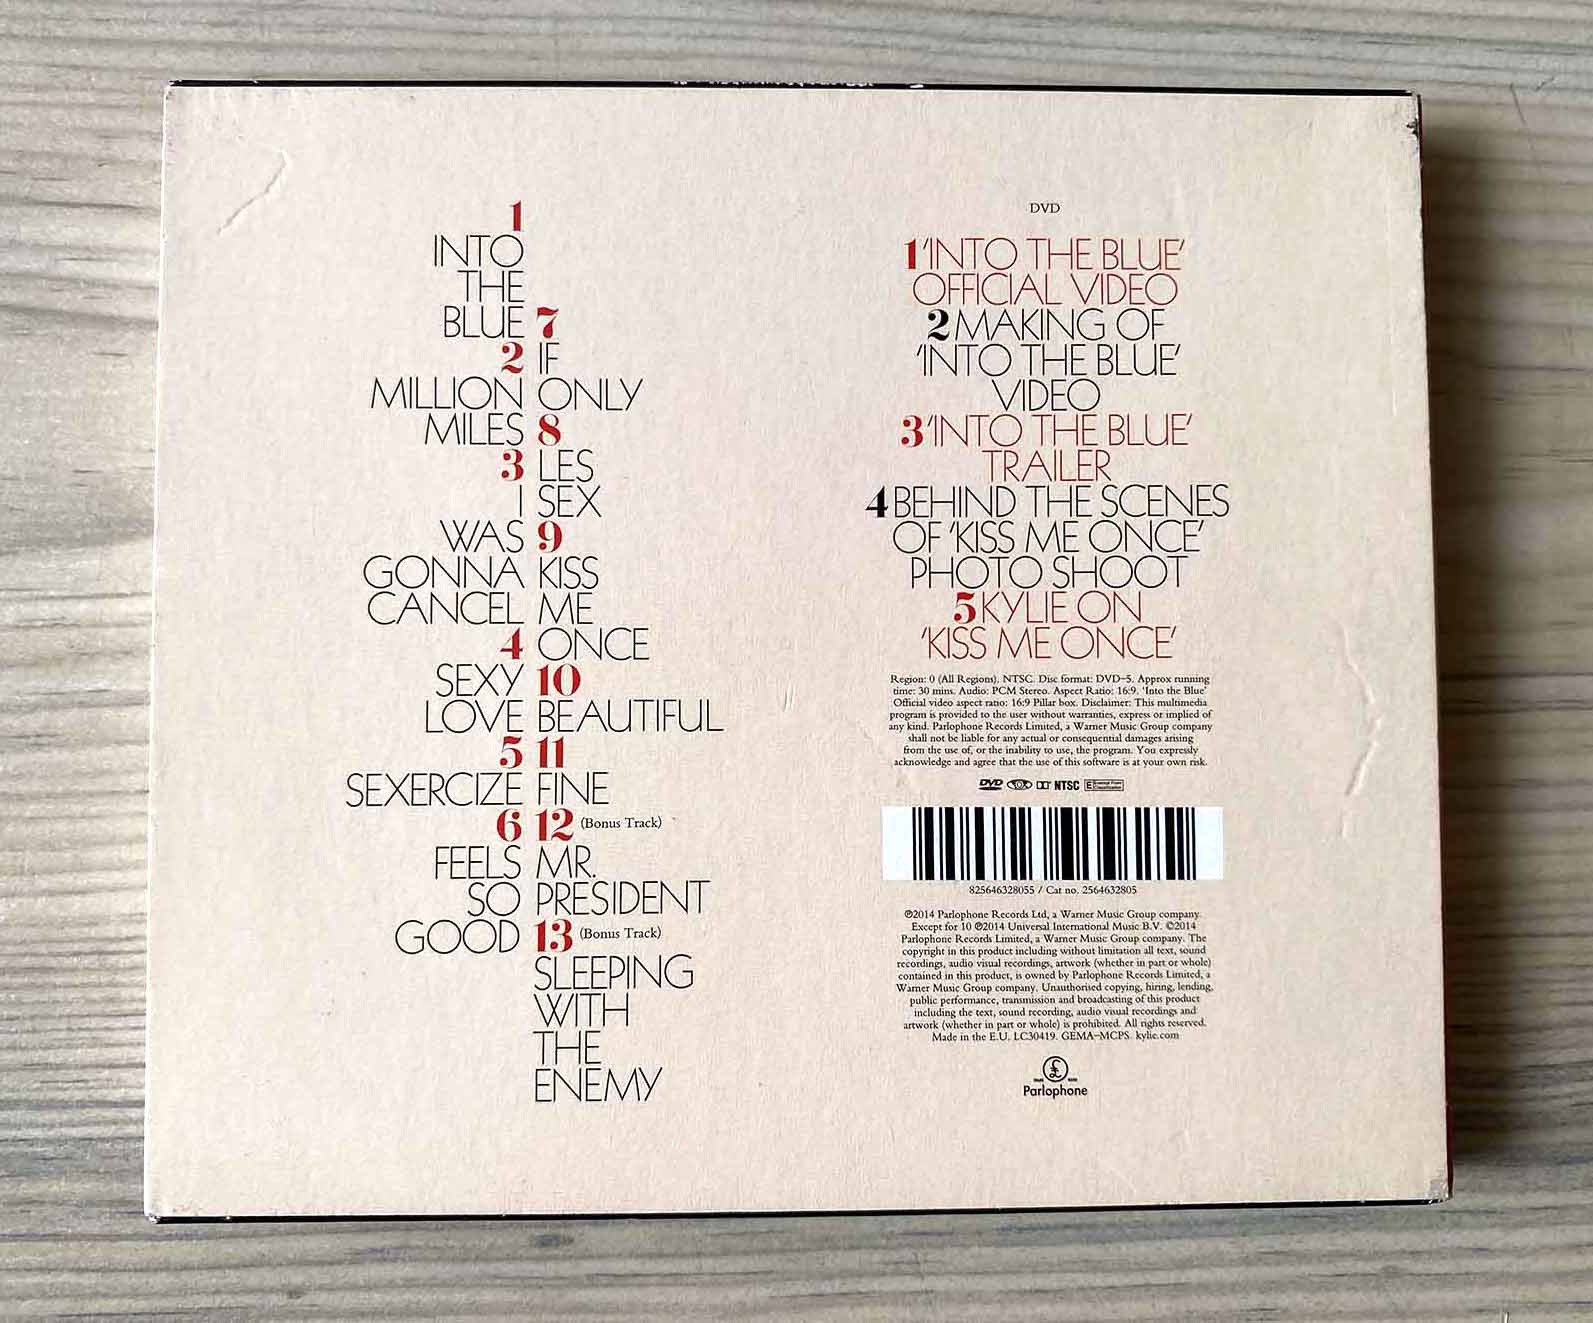 1
INTO
THE
BLUE
2
MILLION
MILES
3
I
WAS
GONNA
CANCEL
4
SEXY
LOVE
5
SEXERCIZE
6
FEELS
SO
GOOD
7
IF
ONLY
8
LES
SEX
9
KISS
ME
ONCE
10
BEAUTIFUL
11
FINE
12 (Bonus Track)
MR.
PRESIDENT
13 (Bonus Track)
SLEEPING
WITH
THE
ENEMY
DVD
1 'INTO THE BLUE'
OFFICIAL VIDEO
2 MAKING OF
'INTO THE BLUE'
VIDEO
3 'INTO THE BLUE'
TRAILER
4 BEHIND THE SCENES
OF 'KISS ME ONCE'
PHOTO SHOOT
5 KYLIE ON
'KISS ME ONCE'
Region: 0 (All Regions). NTSC. Disc format: DVD-5. Approx running
time: 30 mins. Audio: PCM Stereo. Aspect Ratio: 16:9. 'Into the Blue'
Official video aspect ratio: 16:9 Pillar box. Disclaimer: This multimedia
program is provided to the user without warranties, express or implied of
any kind. Parlophone Records Limited, a Warner Music Group company
shall not be liable for any actual or consequential damages arising
from the use of, or the inability to use, the program. You expressly
acknowledge and agree that the use of this software is at your own risk.
DVD NTSC E
825646328055 / Cat no. 2564632805
℗2014 Parlophone Records Ltd, a Warner Music Group company.
Except for 10 ℗2014 Universal International Music B.V. ©2014
Parlophone Records Limited, a Warner Music Group company. The
copyright in this product including without limitation all text, sound
recordings, audio visual recordings, artwork (whether in part or whole)
contained in this product, is owned by Parlophone Records Limited, a
Warner Music Group company. Unauthorised copying, hiring, lending,
public performance, transmission and broadcasting of this product
including the text, sound recording, audio visual recordings and
artwork (whether in part or whole) is prohibited. All rights reserved.
Made in the E.U. LC30419. GEMA-MCPS. kylie.com
£
Parlophone